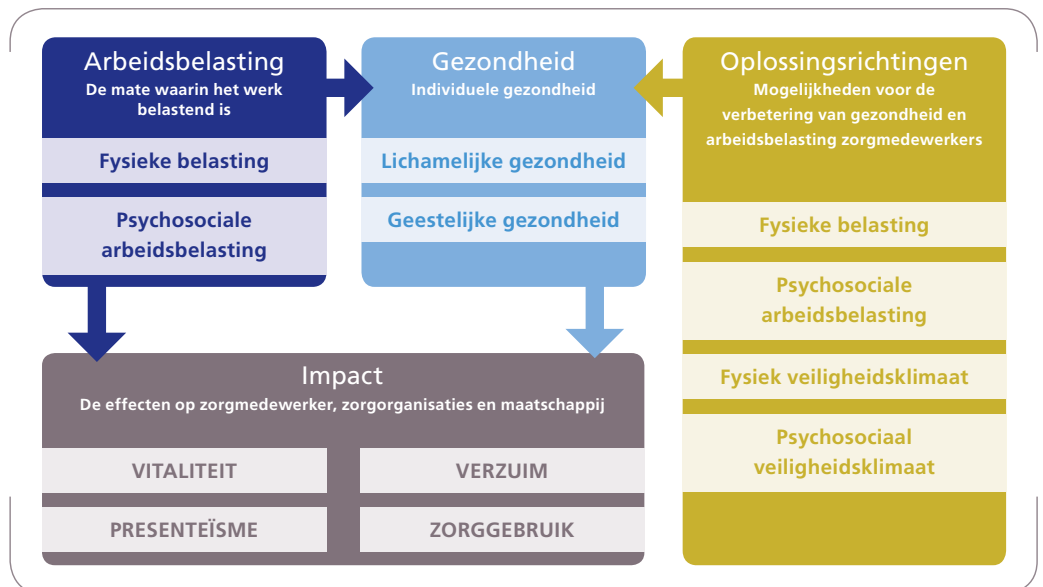 Arbeidsbelasting
De mate waarin het werk
belastend is
Fysieke belasting
Psychosociale
arbeidsbelasting
Gezondheid
Individuele gezondheid
Lichamelijke gezondheid
Geestelijke gezondheid
Oplossingsrichtingen
Mogelijkheden voor de
verbetering van gezondheid en
arbeidsbelasting zorgmedewerkers
Fysieke belasting
Psychosociale
arbeidsbelasting
Fysiek veiligheidsklimaat
Psychosociaal
veiligheidsklimaat
Impact
De effecten op zorgmedewerker, zorgorganisaties en maatschappij
VITALITEIT
VERZUIM
PRESENTEÏSME
ZORGGEBRUIK